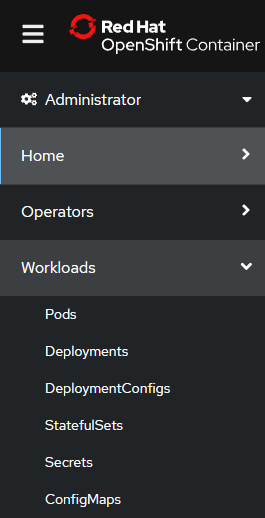 Red Hat
OpenShift Container
Administrator
Home
Operators
Workloads
Pods
Deployments
DeploymentConfigs
StatefulSets
Secrets
ConfigMaps